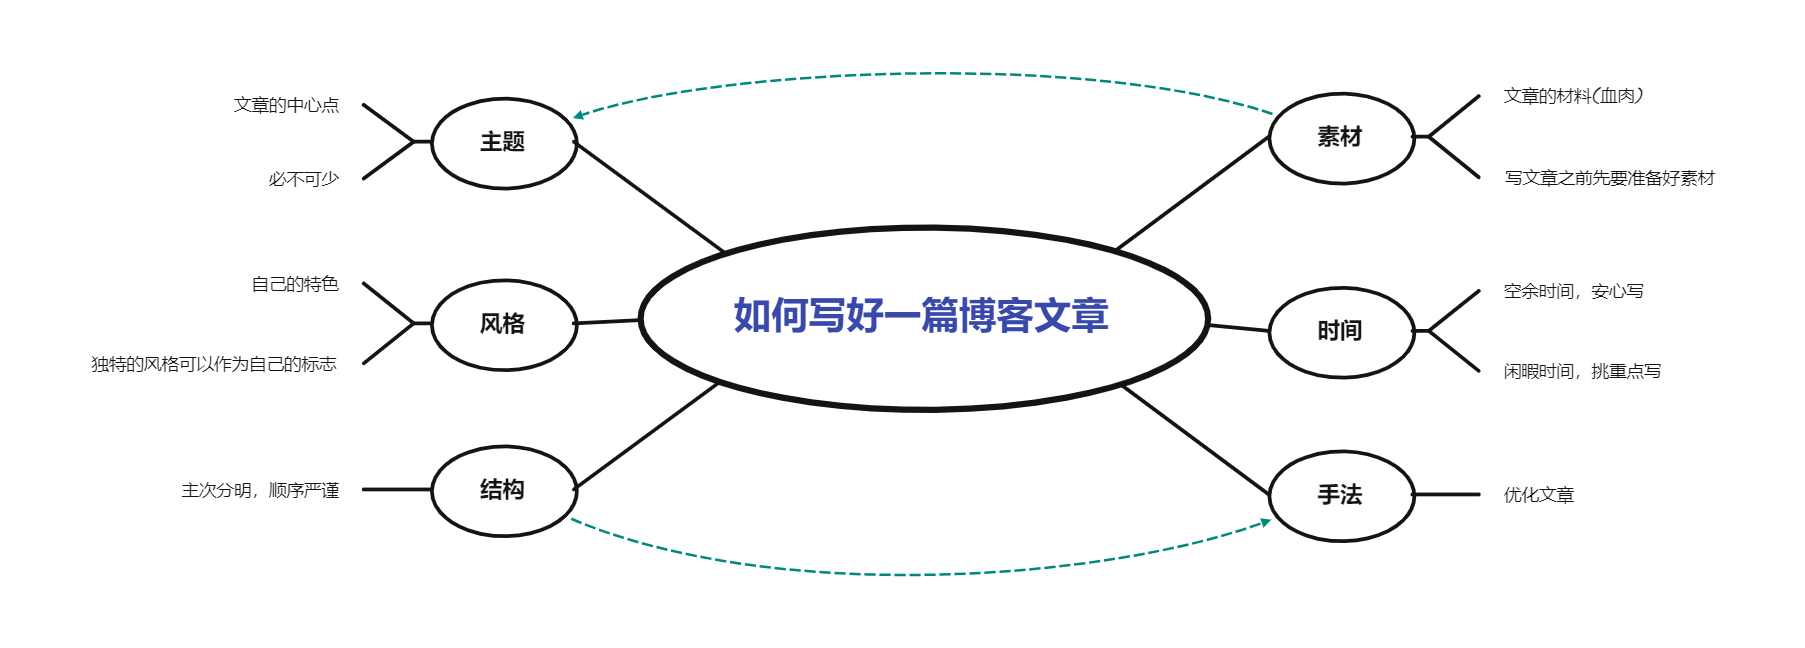 如何写好一篇博客文章
主题
文章的中心点
必不可少
风格
自己的特色
独特的风格可以作为自己的标志
结构
主次分明，顺序严谨
素材
文章的材料(血肉)
写文章之前先要准备好素材
时间
空余时间，安心写
闲暇时间，挑重点写
手法
优化文章